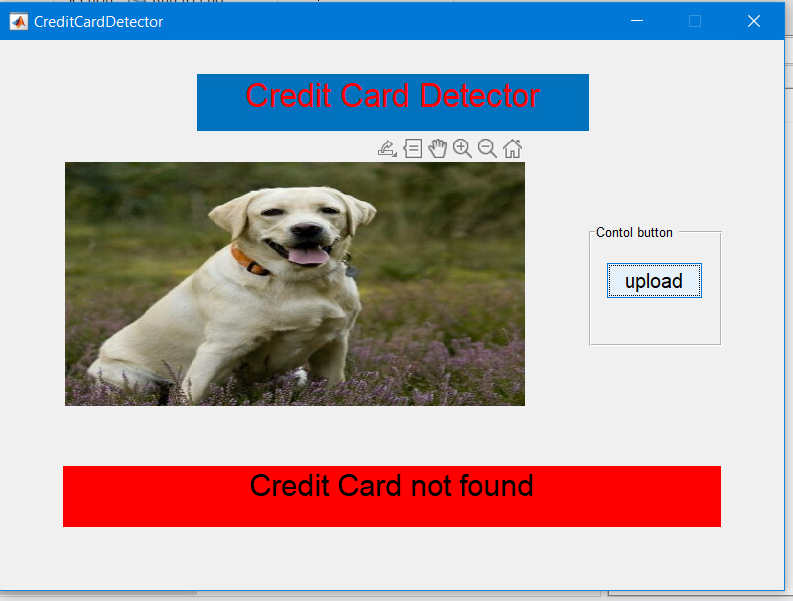 CreditCardDetector
Credit Card Detector
Contol button
upload
Credit Card not found